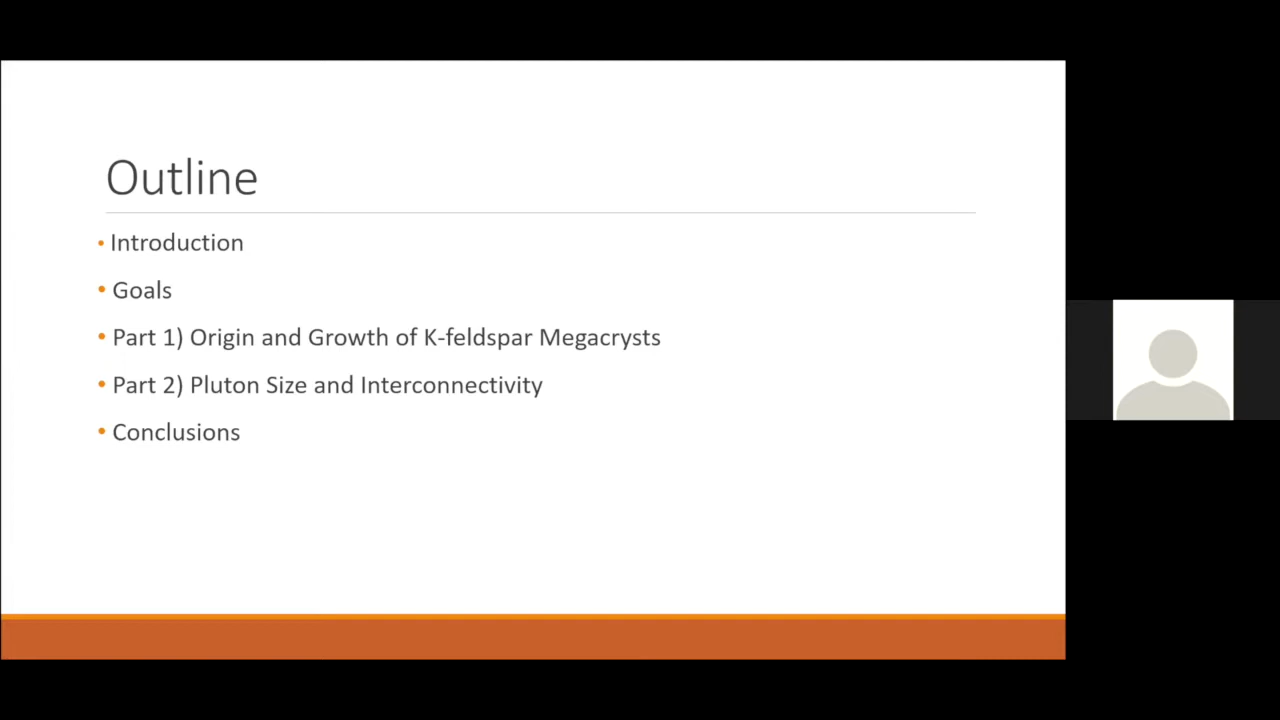 Outline
• Introduction
• Goals
• Part 1) Origin and Growth of K-feldspar Megacrysts
• Part 2) Pluton Size and Interconnectivity
• Conclusions